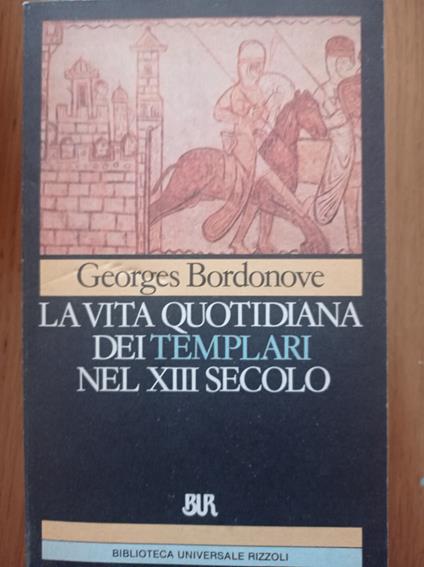 Georges Bordonove
LA VITA QUOTIDIANA
DEI TEMPLARI
NEL XIII SECOLO
BUR
BIBLIOTECA UNIVERSALE RIZZOLI